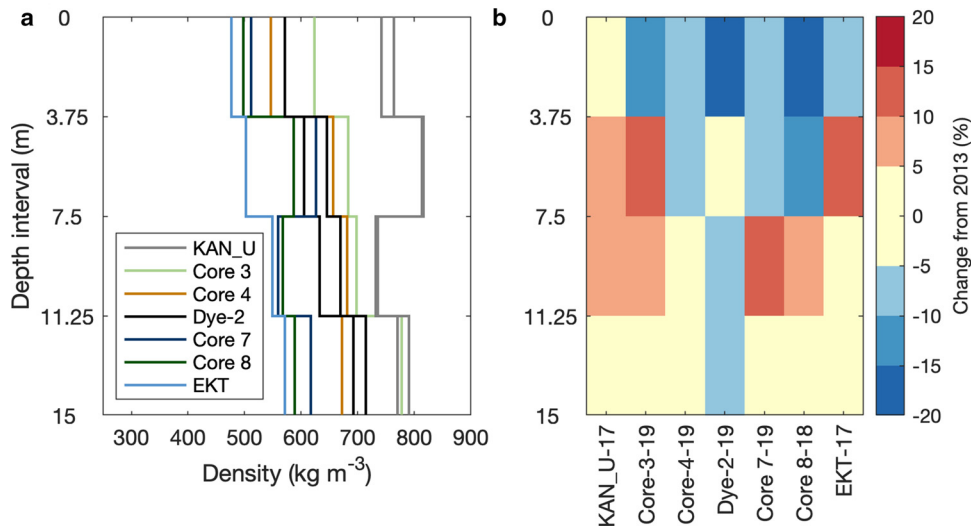 a
0
3.75
7.5
11.25
15
Depth interval (m)
KAN_U
Core 3
Core 4
Dye-2
Core 7
Core 8
EKT
300 400 500 600 700 800 900
Density (kg m⁻³)
b
0
3.75
7.5
11.25
15
KAN_U-17
Core-3-19
Core-4-19
Dye-2-19
Core 7-19
Core 8-18
EKT-17
20
15
10
5
0
-5
-10
-15
-20
Change from 2013 (%)